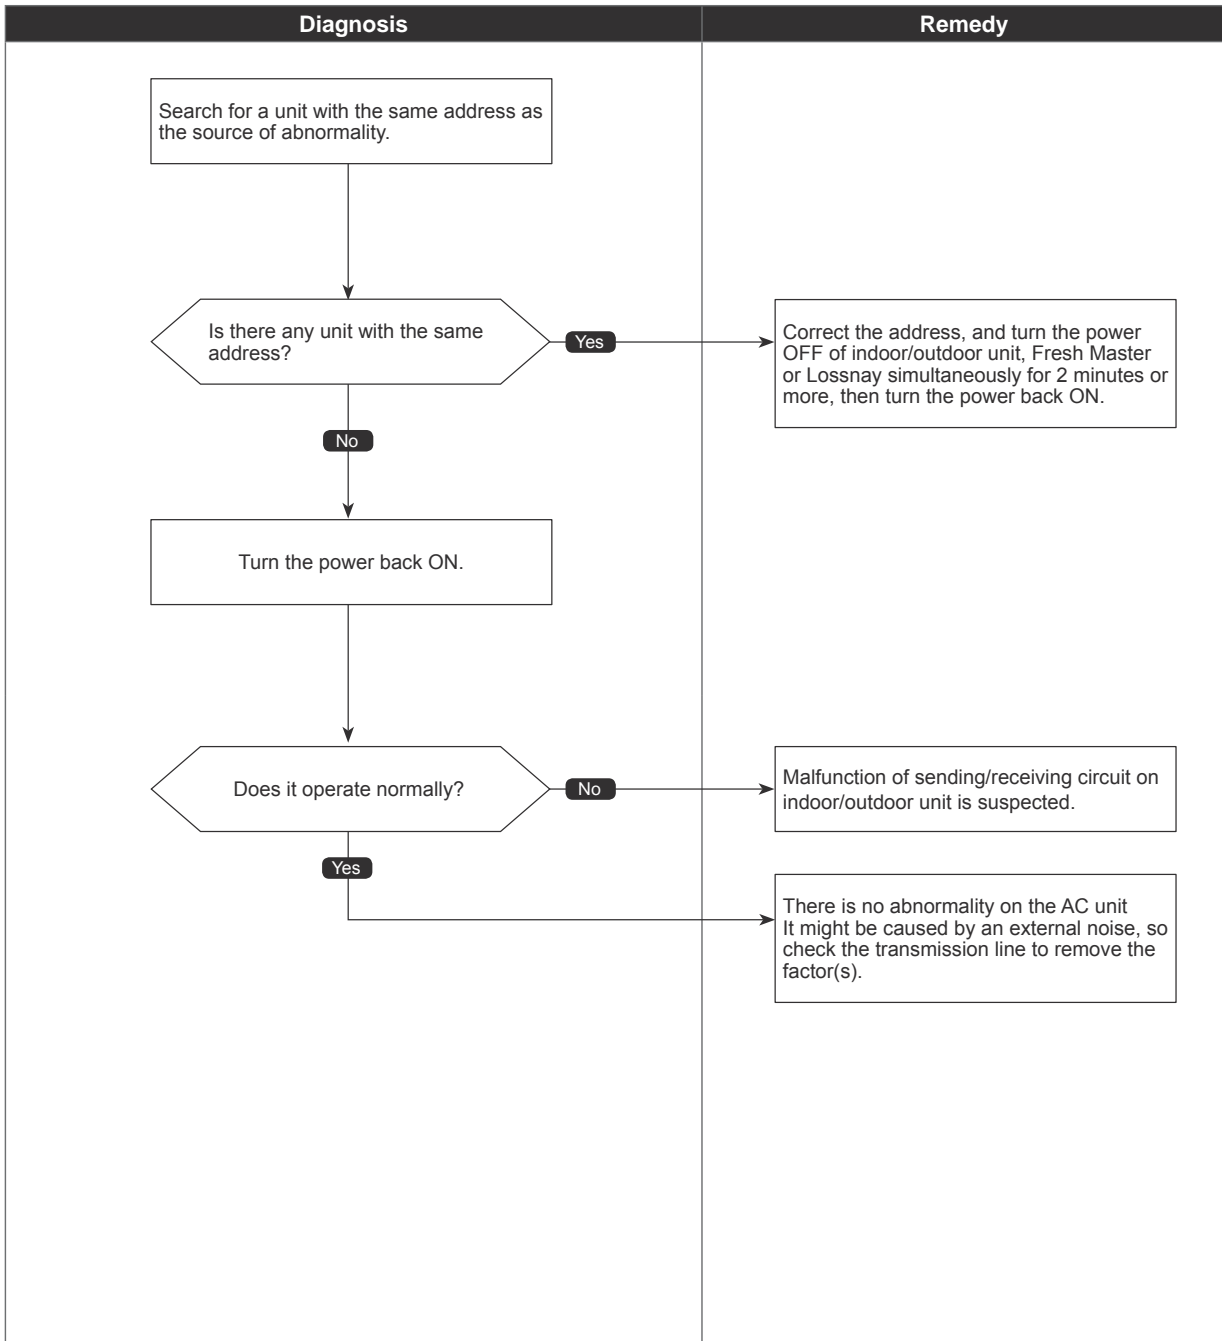 Diagnosis
Remedy
Search for a unit with the same address as
the source of abnormality.
Is there any unit with the same
address?
Yes
Correct the address, and turn the power
OFF of indoor/outdoor unit, Fresh Master
or Lossnay simultaneously for 2 minutes or
more, then turn the power back ON.
No
Turn the power back ON.
Does it operate normally?
No
Malfunction of sending/receiving circuit on
indoor/outdoor unit is suspected.
Yes
There is no abnormality on the AC unit
It might be caused by an external noise, so
check the transmission line to remove the
factor(s).